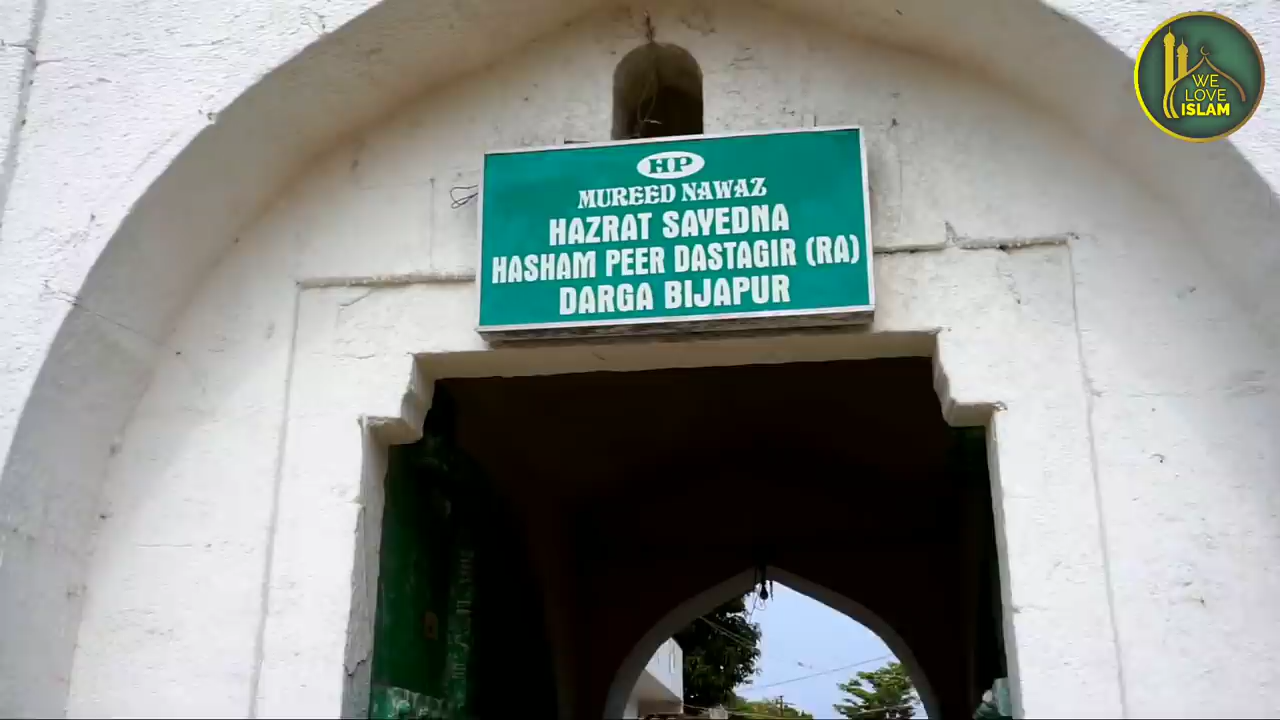 HP
MUREED NAWAZ
HAZRAT SAYEDNA
HASHAM PEER DASTAGIR (RA)
DARGA BIJAPUR
WE
LOVE
ISLAM